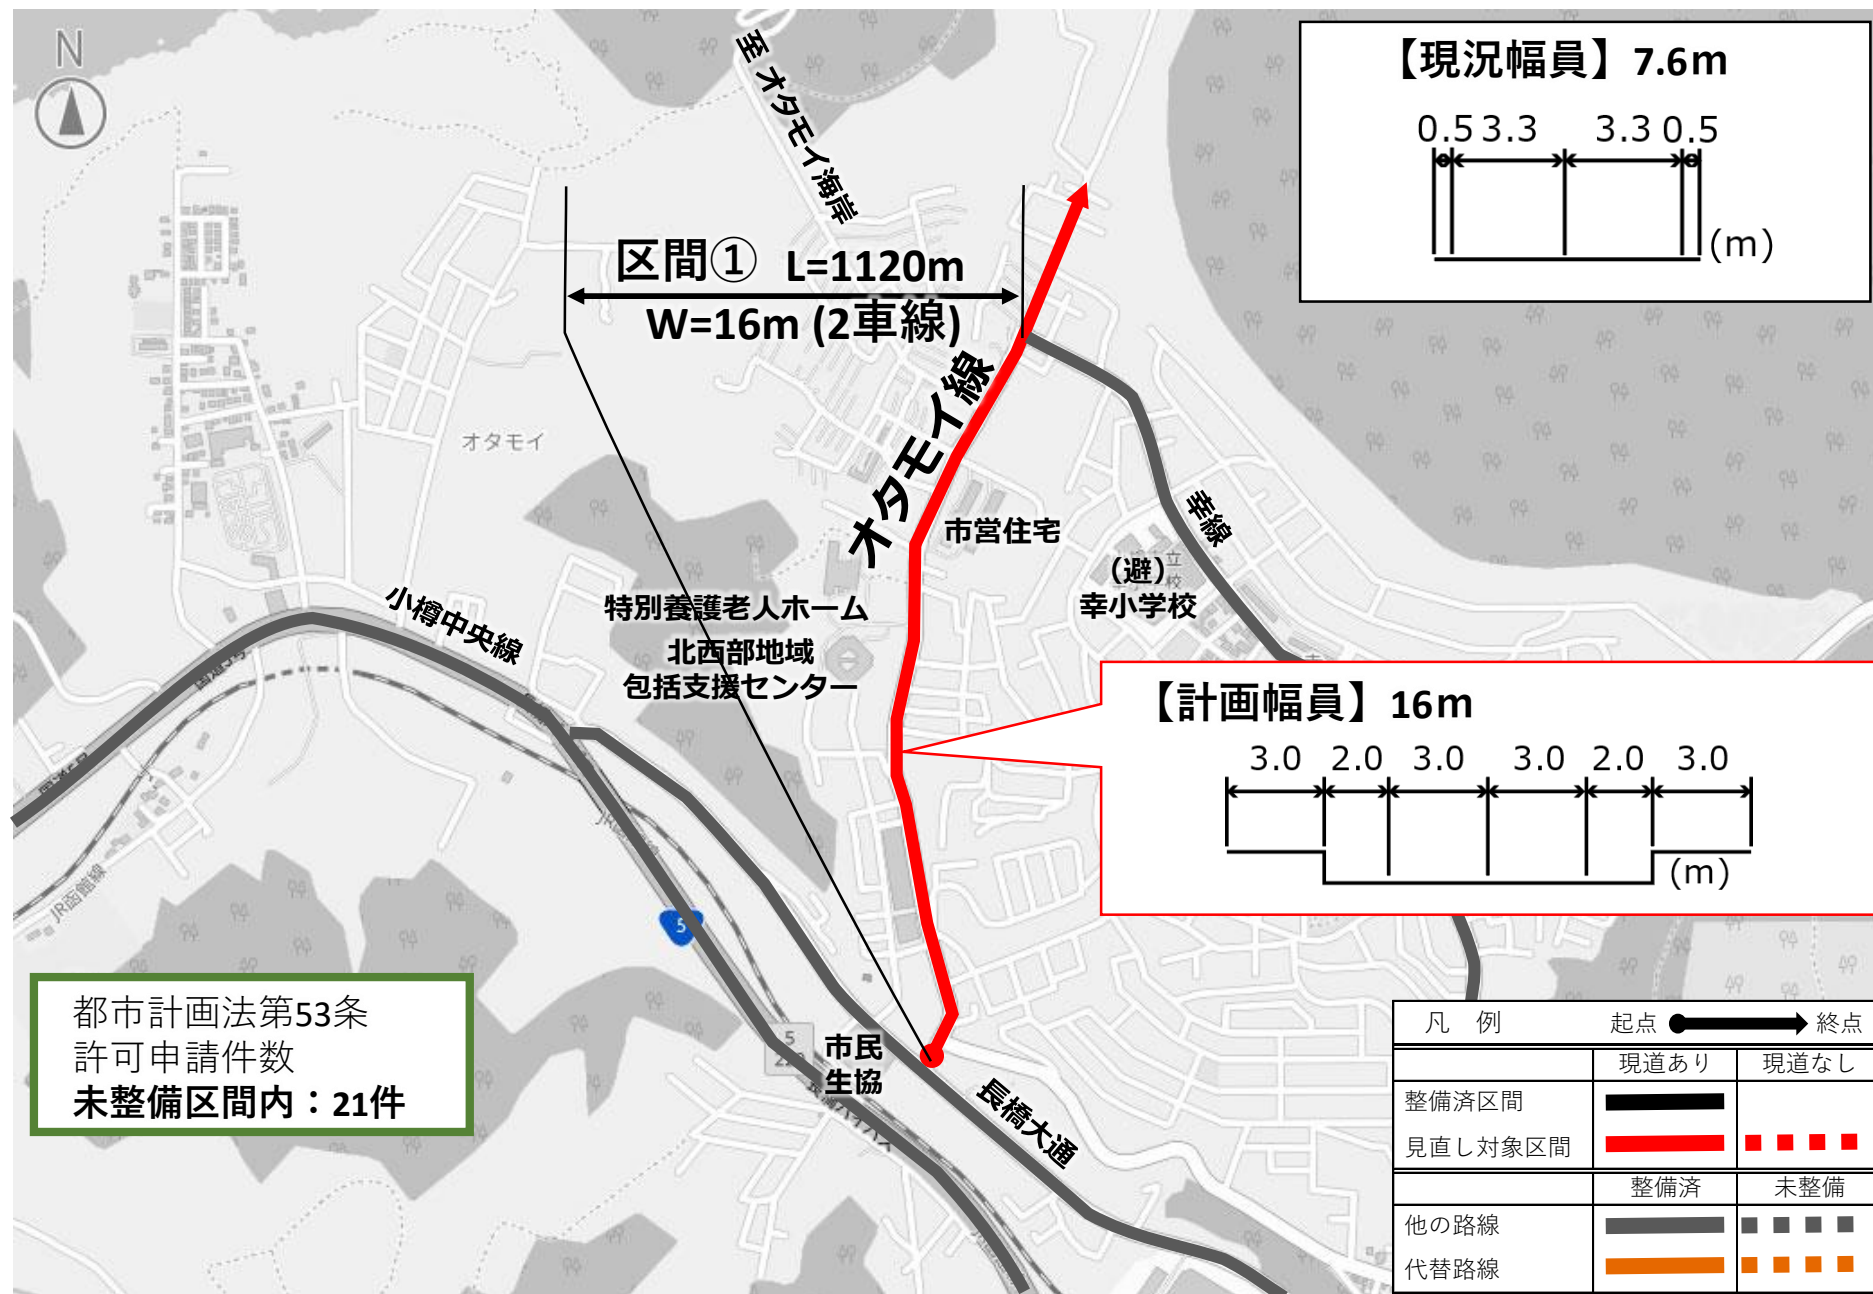 N
至 オタモイ海岸
【現況幅員】 7.6m
0.5 3.3 3.3 0.5
(m)
区間① L=1120m
W=16m (2車線)
オタモイ線
オタモイ
幸線
市営住宅
(避)
幸小学校
特別養護老人ホーム
北西部地域
包括支援センター
小樽中央線
【計画幅員】 16m
3.0 2.0 3.0 3.0 2.0 3.0
(m)
JR函館線
5
5
市民
生協
長橋大通
都市計画法第53条
許可申請件数
未整備区間内：21件
凡 例 起点 終点
現道あり 現道なし
整備済区間
見直し対象区間
整備済 未整備
他の路線
代替路線